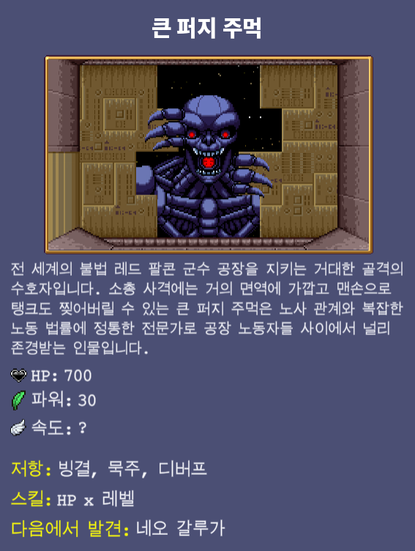 큰 퍼지 주먹
전 세계의 불법 레드 팔콘 군수 공장을 지키는 거대한 골격의
수호자입니다. 소총 사격에는 거의 면역에 가깝고 맨손으로
탱크도 찢어버릴 수 있는 큰 퍼지 주먹은 노사 관계와 복잡한
노동 법률에 정통한 전문가로 공장 노동자들 사이에서 널리
존경받는 인물입니다.
HP: 700
파워: 30
속도: ?
저항: 빙결, 묵주, 디버프
스킬: HP x 레벨
다음에서 발견: 네오 갈루가